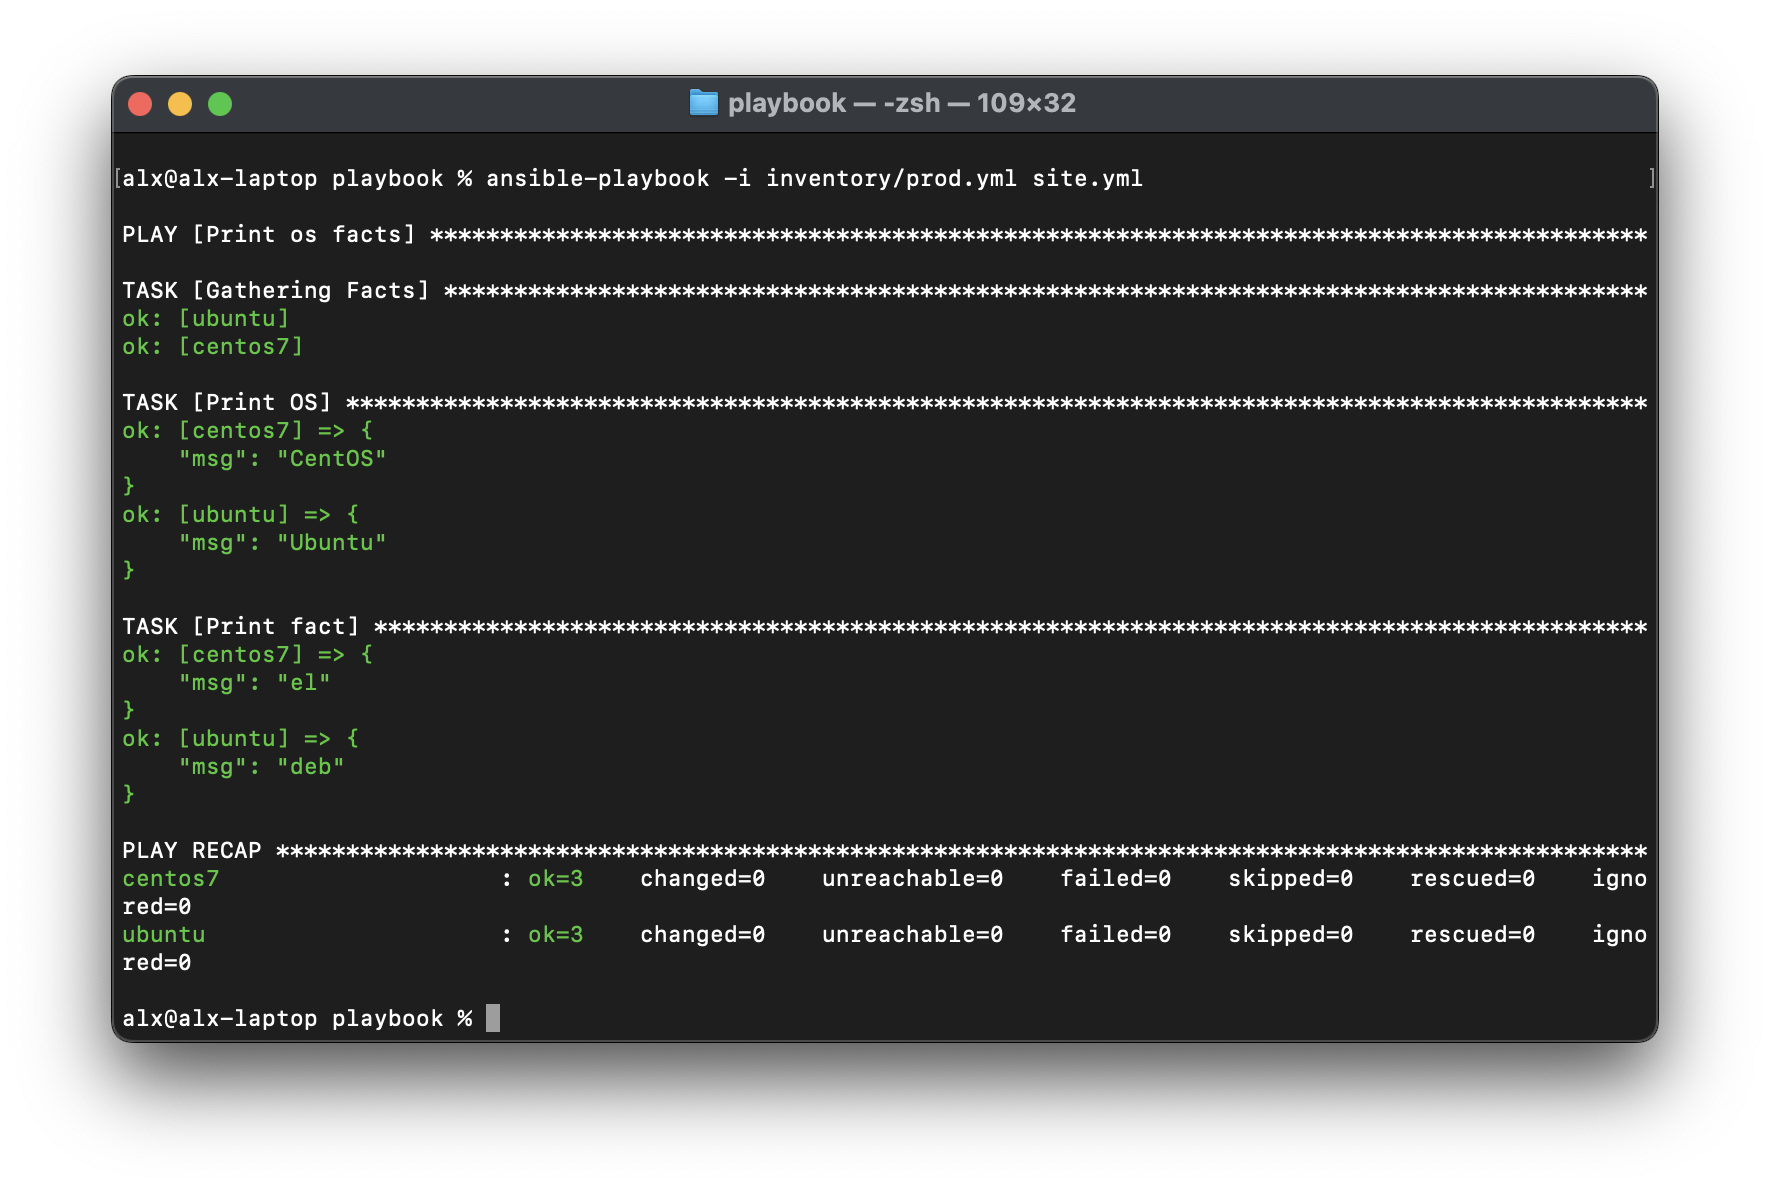 playbook — -zsh — 109×32
[alx@alx-laptop playbook % ansible-playbook -i inventory/prod.yml site.yml ]
PLAY [Print os facts] ***************************************************************************************
TASK [Gathering Facts] **************************************************************************************
ok: [ubuntu]
ok: [centos7]
TASK [Print OS] *********************************************************************************************
ok: [centos7] => {
    "msg": "CentOS"
}
ok: [ubuntu] => {
    "msg": "Ubuntu"
}
TASK [Print fact] *******************************************************************************************
ok: [centos7] => {
    "msg": "el"
}
ok: [ubuntu] => {
    "msg": "deb"
}
PLAY RECAP **************************************************************************************************
centos7                    : ok=3    changed=0    unreachable=0    failed=0    skipped=0    rescued=0    igno
red=0
ubuntu                     : ok=3    changed=0    unreachable=0    failed=0    skipped=0    rescued=0    igno
red=0
alx@alx-laptop playbook %